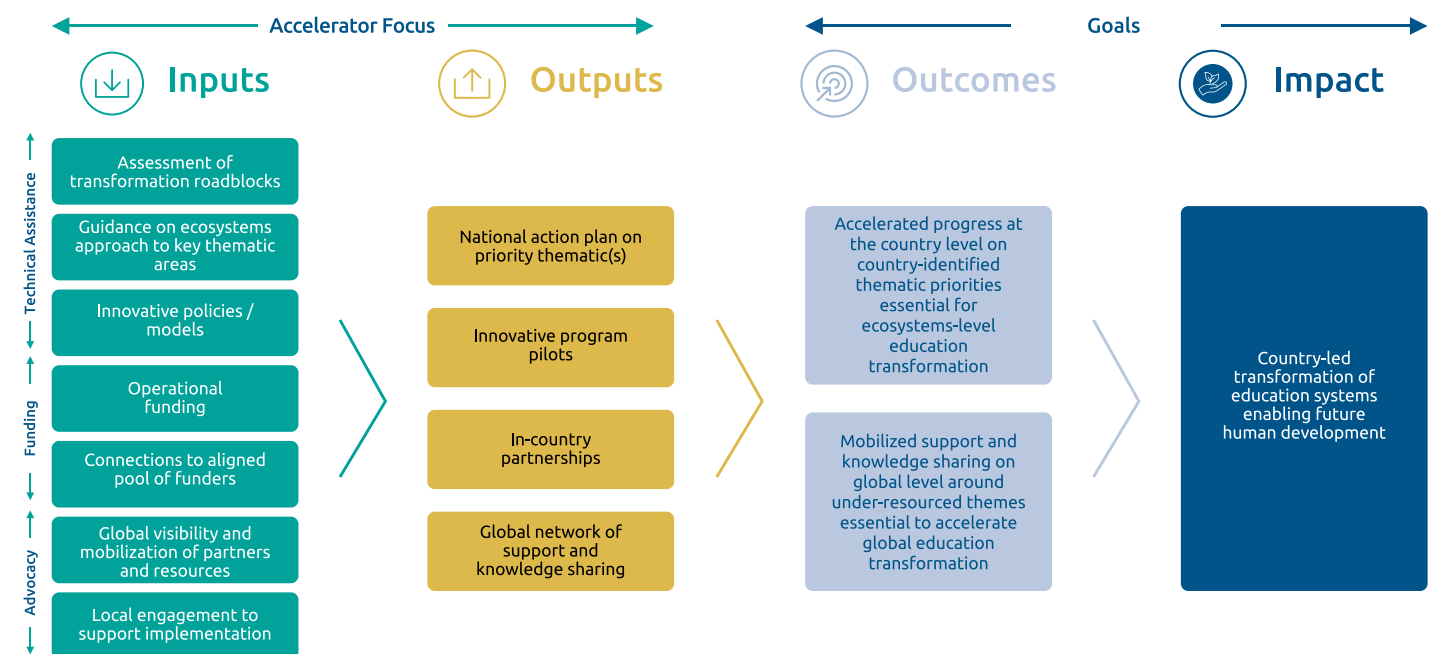 Accelerator Focus
Goals
Inputs
Outputs
Outcomes
Impact
Technical Assistance
Assessment of
transformation roadblocks
Guidance on ecosystems
approach to key thematic
areas
Innovative policies /
models
Funding
Operational
funding
Connections to aligned
pool of funders
Advocacy
Global visibility and
mobilization of partners
and resources
Local engagement to
support implementation
National action plan on
priority thematic(s)
Innovative program
pilots
In-country
partnerships
Global network of
support and
knowledge sharing
Accelerated progress at
the country level on
country-identified
thematic priorities
essential for
ecosystems-level
education
transformation
Mobilized support and
knowledge sharing on
global level around
under-resourced themes
essential to accelerate
global education
transformation
Country-led
transformation of
education systems
enabling future
human development